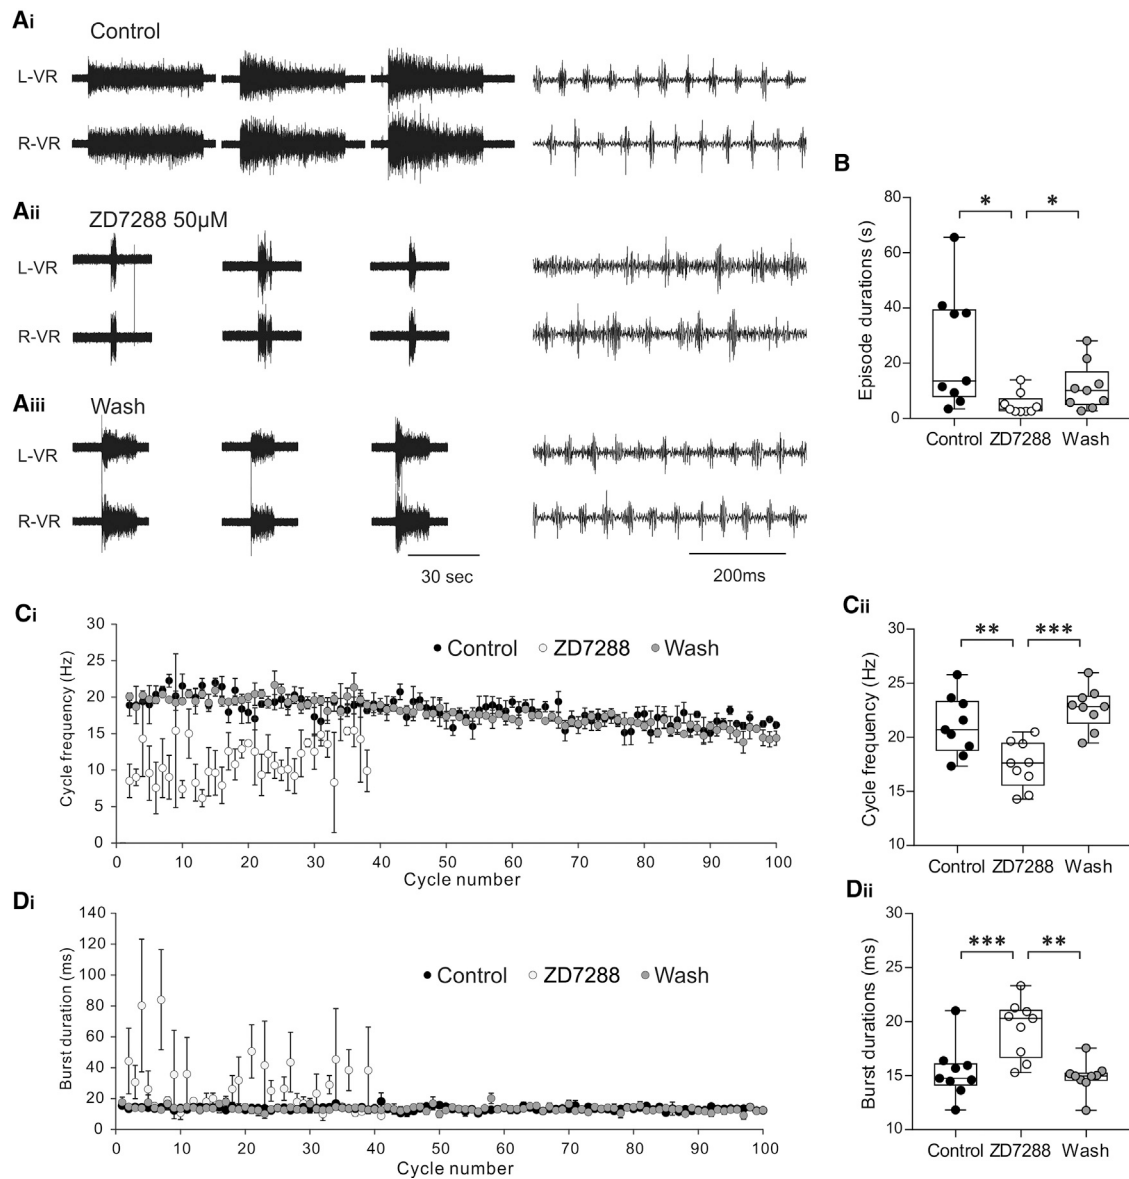 Ai
Control
L-VR
R-VR
Aii
ZD7288 50µM
L-VR
R-VR
Aiii
Wash
L-VR
R-VR
30 sec
200ms
B
Episode durations (s)
80
60
40
20
0
* *
Control ZD7288 Wash
Ci
Cycle frequency (Hz)
30
25
20
15
10
5
0
Control ZD7288 Wash
0 10 20 30 40 50 60 70 80 90 100
Cycle number
Cii
Cycle frequency (Hz)
30
25
20
15
10
** ***
Control ZD7288 Wash
Di
Burst duration (ms)
140
120
100
80
60
40
20
0
Control ZD7288 Wash
0 10 20 30 40 50 60 70 80 90 100
Cycle number
Dii
Burst durations (ms)
30
25
20
15
10
*** **
Control ZD7288 Wash